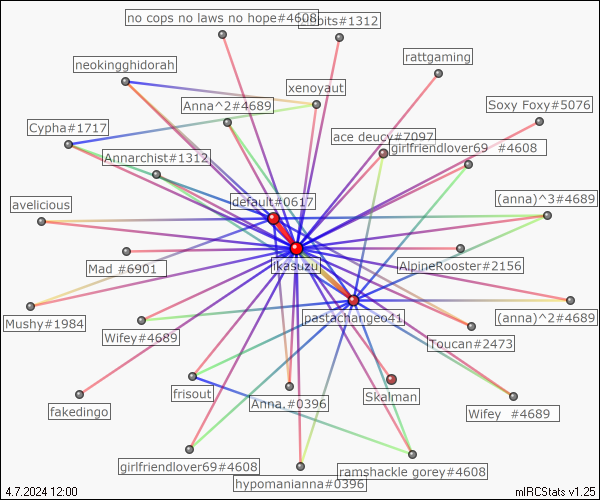 no cops no laws no hope#4608
bits#1312
neokingghidorah
rattgaming
xenoyaut
Anna^2#4689
Soxy Foxy#5076
Cypha#1717
ace deucy#7097
girlfriendlover69 #4608
Annarchist#1312
default#0617
(anna)^3#4689
avelicious
Mad #6901
ikasuzu
AlpineRooster#2156
Mushy#1984
Wifey#4689
pastachangeo41
(anna)^2#4689
Toucan#2473
frisout
Anna.#0396
Skalman
fakedingo
Wifey #4689
girlfriendlover69#4608
hypomanianna#0396
ramshackle gorey#4608
4.7.2024 12:00
mIRCStats v1.25